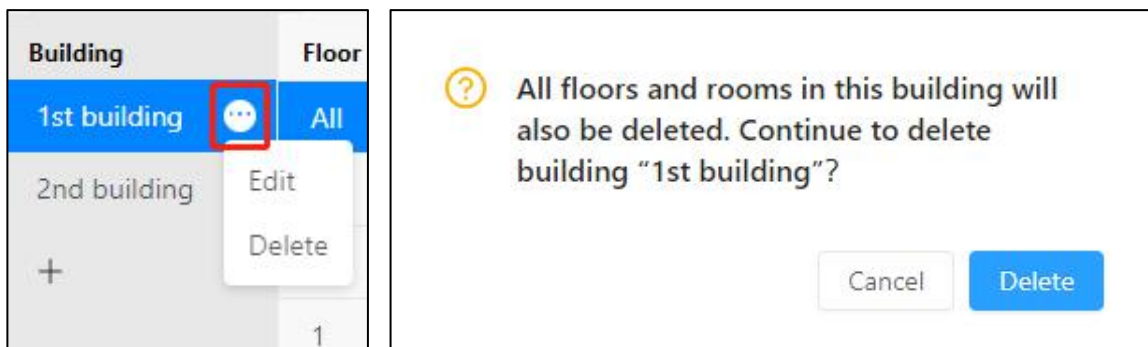 Building Floor
1st building All
Edit
2nd building
Delete
+
1
All floors and rooms in this building will
also be deleted. Continue to delete
building “1st building”?
Cancel Delete